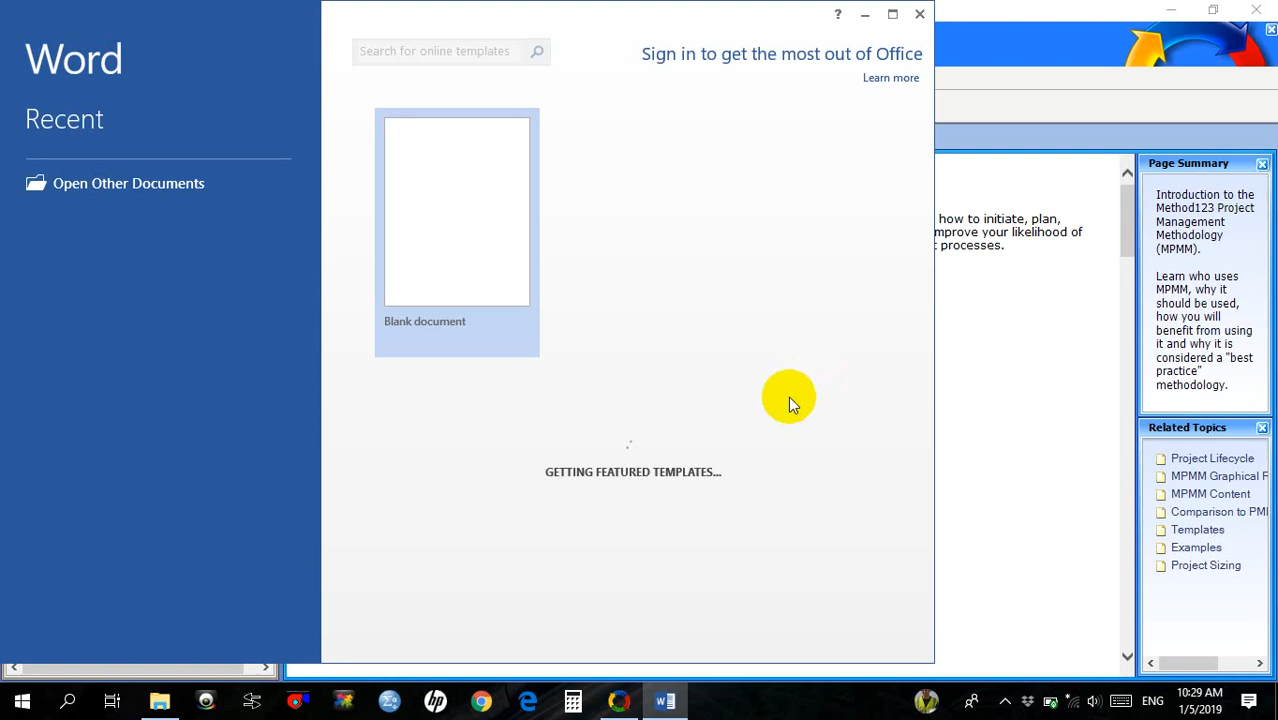 Word
Recent
Open Other Documents
?
Search for online templates
Sign in to get the most out of Office
Learn more
Blank document
GETTING FEATURED TEMPLATES...
how to initiate, plan,
mprove your likelihood of
t processes.
Page Summary
Introduction to the
Method123 Project
Management
Methodology
(MPMM).
Learn who uses
MPMM, why it
should be used,
how you will
benefit from using
it and why it is
considered a "best
practice"
methodology.
Related Topics
Project Lifecycle
MPMM Graphical F
MPMM Content
Comparison to PMI
Templates
Examples
Project Sizing
hp
ENG
10:29 AM
1/5/2019